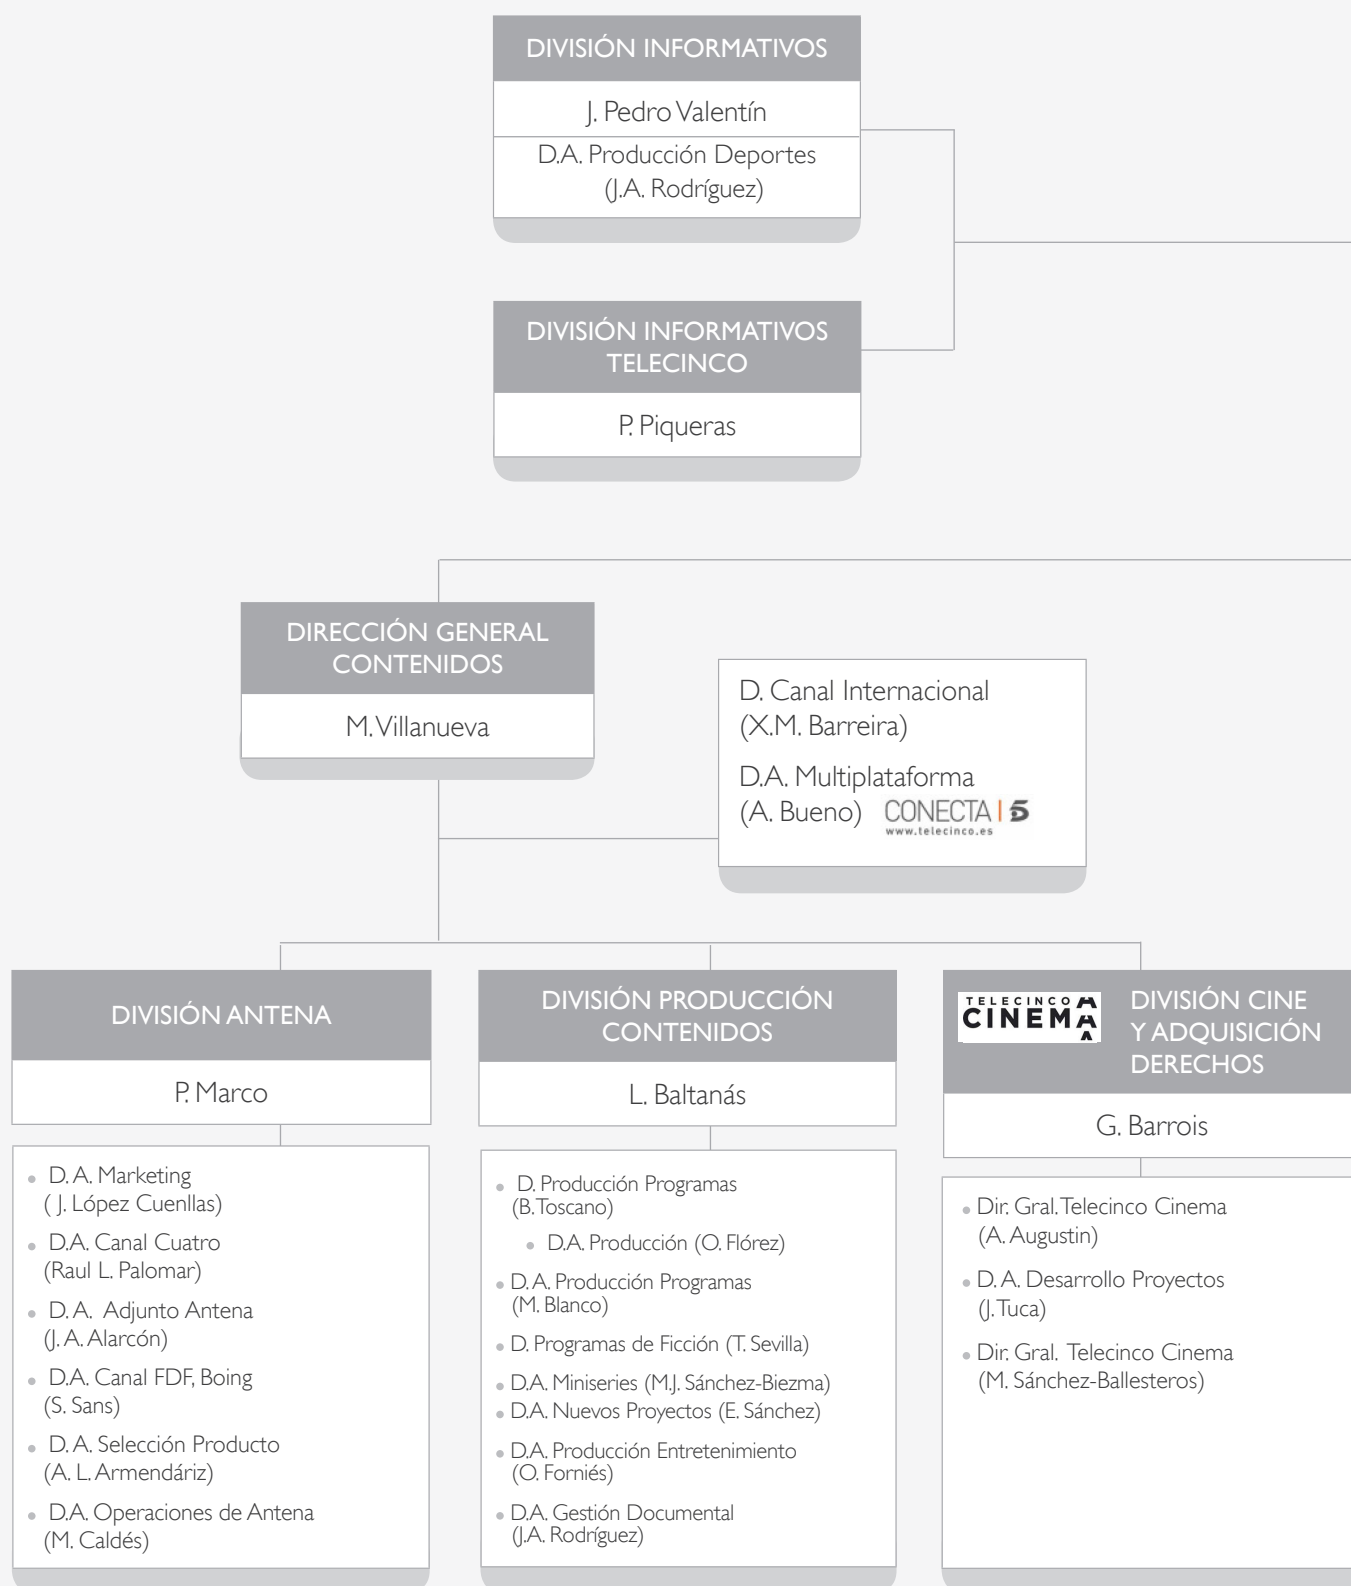 DIVISIÓN INFORMATIVOS
J. Pedro Valentín
D.A. Producción Deportes
(J.A. Rodríguez)
DIVISIÓN INFORMATIVOS
TELECINCO
P. Piqueras
DIRECCIÓN GENERAL
CONTENIDOS
M. Villanueva
D. Canal Internacional
(X.M. Barreira)
D.A. Multiplataforma
(A. Bueno) CONECTA | 5
www.telecinco.es
DIVISIÓN ANTENA
P. Marco
• D. A. Marketing
( J. López Cuenllas)
• D.A. Canal Cuatro
(Raul L. Palomar)
• D. A. Adjunto Antena
(J. A. Alarcón)
• D.A. Canal FDF, Boing
(S. Sans)
• D. A. Selección Producto
(A. L. Armendáriz)
• D.A. Operaciones de Antena
(M. Caldés)
DIVISIÓN PRODUCCIÓN
CONTENIDOS
L. Baltanás
• D. Producción Programas
(B. Toscano)
• D.A. Producción (O. Flórez)
• D. A. Producción Programas
(M. Blanco)
• D. Programas de Ficción (T. Sevilla)
• D.A. Miniseries (M.J. Sánchez-Biezma)
• D.A. Nuevos Proyectos (E. Sánchez)
• D.A. Producción Entretenimiento
(O. Forniés)
• D.A. Gestión Documental
(J.A. Rodríguez)
TELECINCO
CINEMA
DIVISIÓN CINE
Y ADQUISICIÓN
DERECHOS
G. Barrois
• Dir. Gral. Telecinco Cinema
(A. Augustin)
• D. A. Desarrollo Proyectos
(J. Tuca)
• Dir. Gral. Telecinco Cinema
(M. Sánchez-Ballesteros)